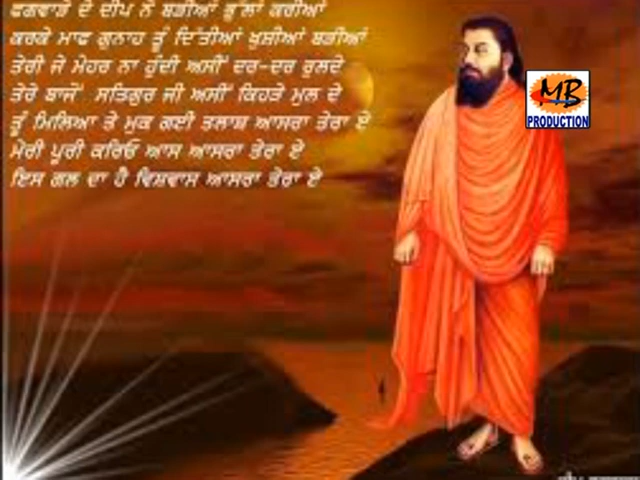 ਫਗਵਾੜੇ ਦੇ ਦੀਪ ਨੇ ਬੜੀਆਂ ਭੁੱਲਾਂ ਕਰੀਆਂ
ਕਰਕੇ ਮਾਫ ਗੁਨਾਹ ਤੂੰ ਦਿੱਤੀਆਂ ਖੁਸ਼ੀਆਂ ਬੜੀਆਂ
ਤੇਰੀ ਜੇ ਮੇਹਰ ਨਾ ਹੁੰਦੀ ਅਸੀਂ ਦਰ-ਦਰ ਰੁਲਦੇ
ਤੇਰੇ ਬਾਜੋਂ ਸਤਿਗੁਰ ਜੀ ਅਸੀਂ ਕਿਹੜੇ ਮੁਲ ਦੇ
ਤੂੰ ਮਿਲਿਆ ਤੇ ਮੁਕ ਗਈ ਤਲਾਸ਼ ਆਸਰਾ ਤੇਰਾ ਏ
ਮੇਰੀ ਪੂਰੀ ਕਰਿਓ ਆਸ ਆਸਰਾ ਤੇਰਾ ਏ
ਇਸ ਗਲ ਦਾ ਹੈ ਵਿਸ਼ਵਾਸ ਆਸਰਾ ਤੇਰਾ ਏ
MB
PRODUCTION